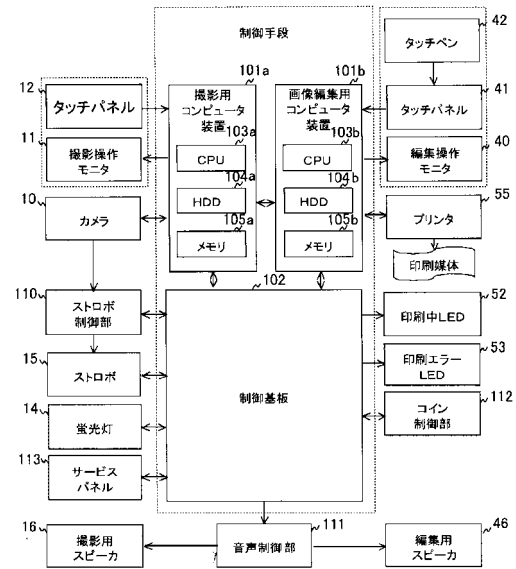 制御手段
42
タッチペン
101a
101b
12
タッチパネル
撮影用
コンピュータ
装置
画像編集用
コンピュータ
装置
41
タッチパネル
11
撮影操作
モニタ
103a
CPU
103b
CPU
40
編集操作
モニタ
104a
HDD
104b
HDD
10
カメラ
55
プリンタ
105a
メモリ
105b
メモリ
印刷媒体
102
110
ストロボ
制御部
52
印刷中LED
53
印刷エラー
LED
15
ストロボ
制御基板
112
コイン
制御部
14
蛍光灯
113
サービス
パネル
111
16
撮影用
スピーカ
音声制御部
46
編集用
スピーカ